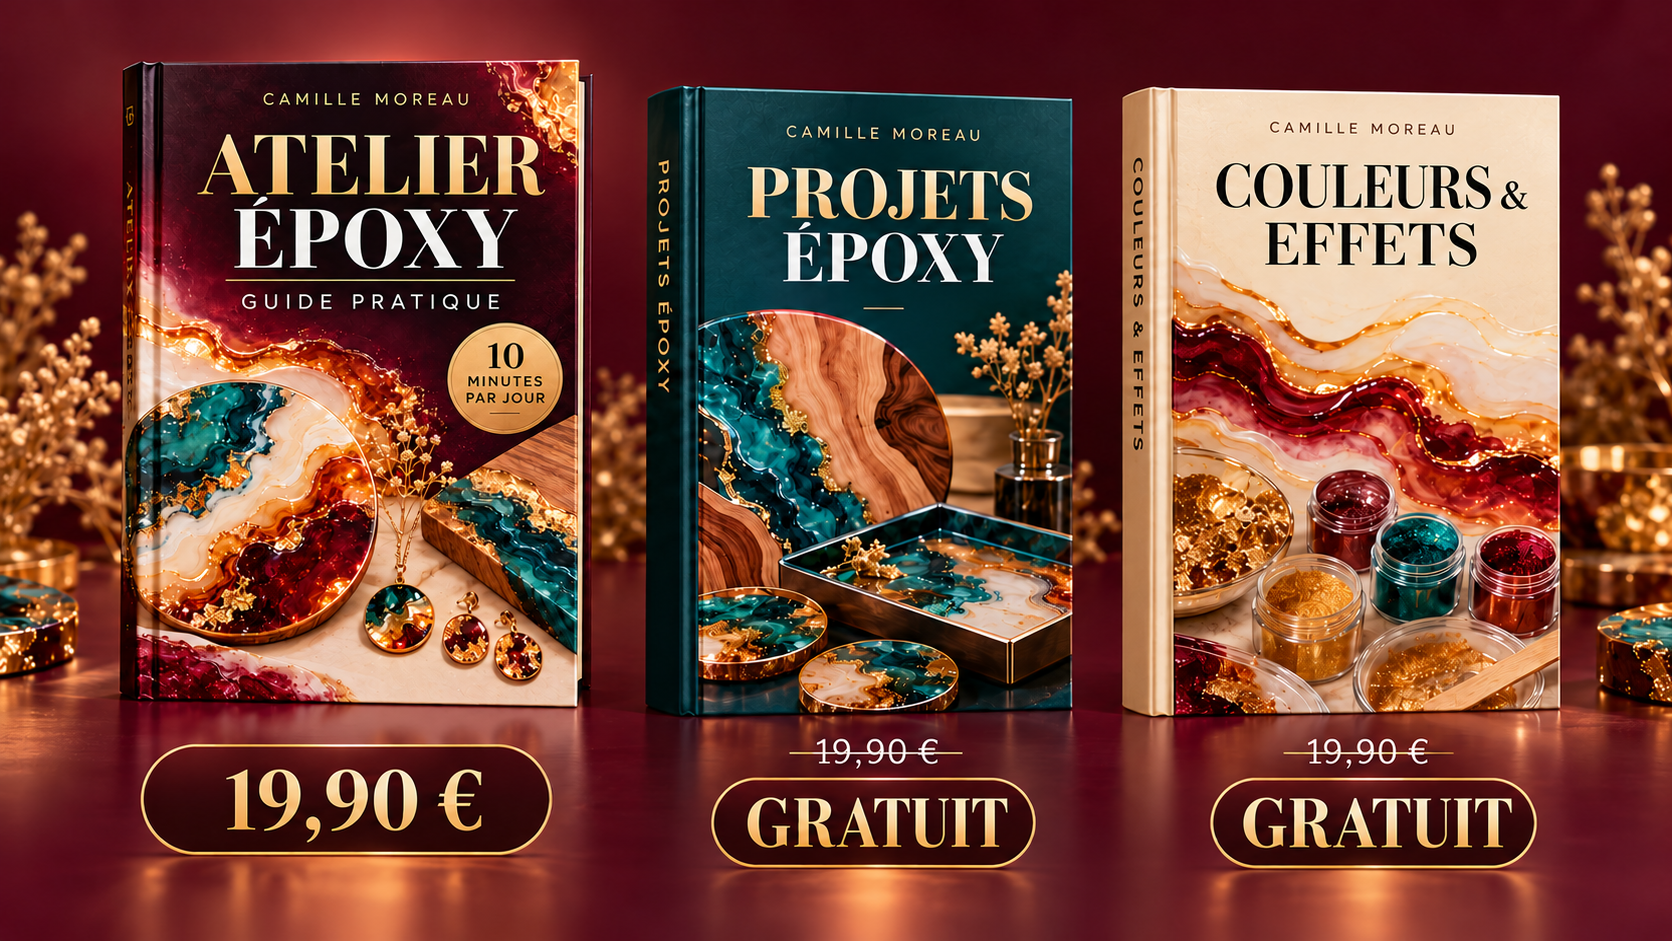 CAMILLE MOREAU
ATELIER
ÉPOXY
GUIDE PRATIQUE
10
MINUTES
PAR JOUR
19,90 €
PROJETS ÉPOXY
CAMILLE MOREAU
PROJETS
ÉPOXY
19,90 €
GRATUIT
COULEURS & EFFETS
CAMILLE MOREAU
COULEURS &
EFFETS
19,90 €
GRATUIT